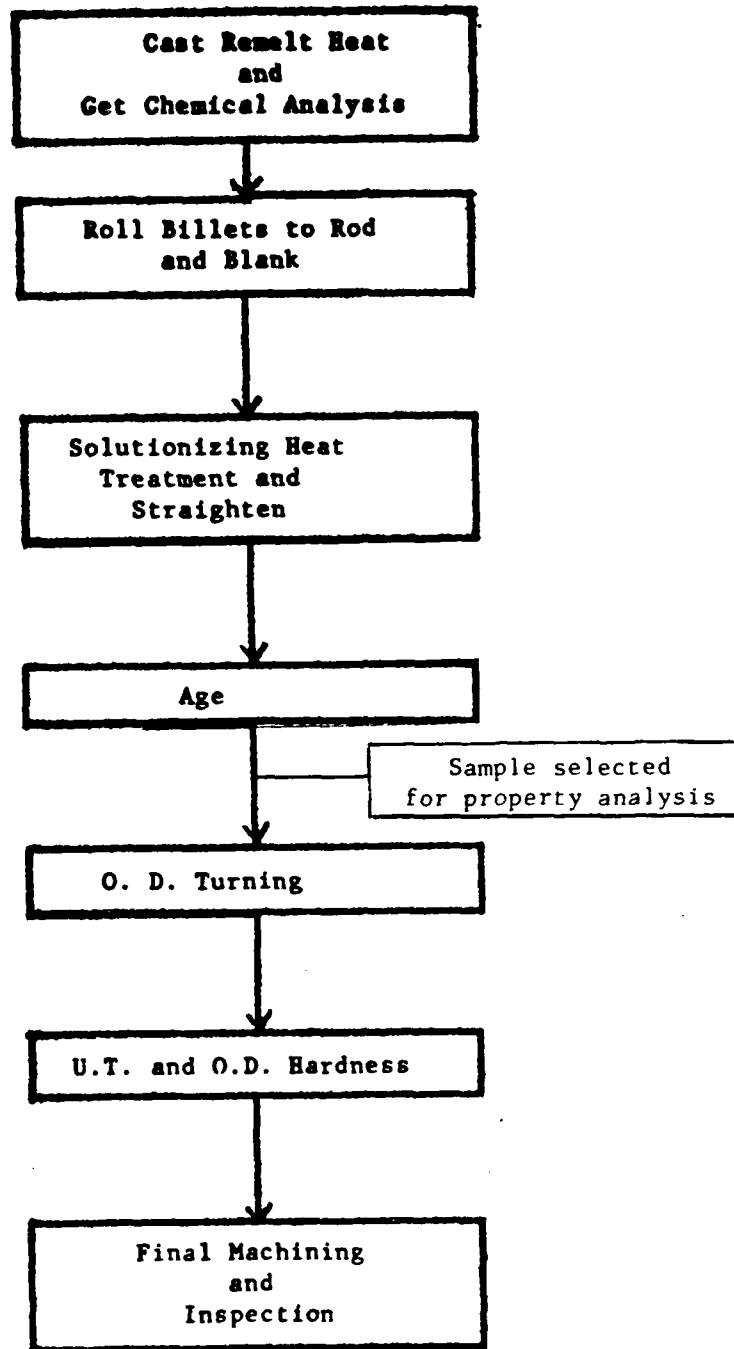 Cast Remelt Heat
and
Get Chemical Analysis
Roll Billets to Rod
and Blank
Solutionizing Heat
Treatment and
Straighten
Age
Sample selected
for property analysis
O. D. Turning
U.T. and O.D. Hardness
Final Machining
and
Inspection